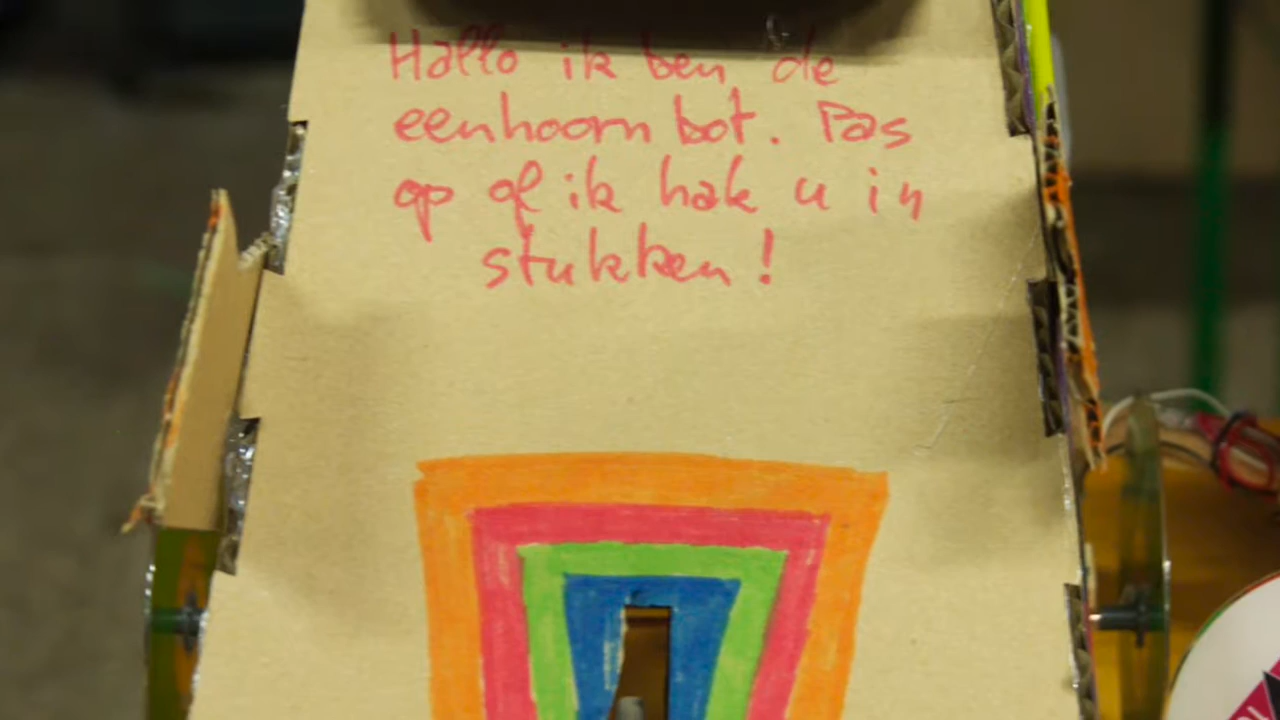 Hallo ik ben de
eenhoorn bot. Pas
op of ik hak u in
stukken!